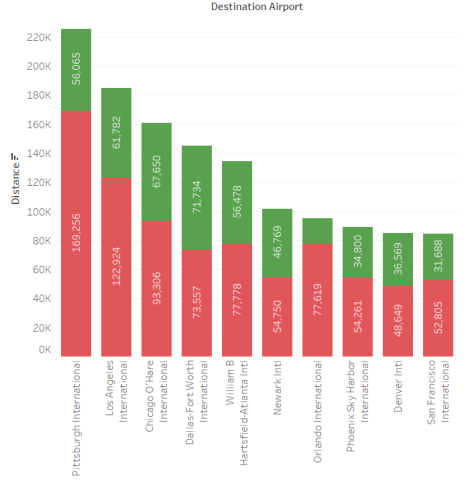 Destination Airport
220K
200K
180K
160K
140K
120K
100K
80K
60K
40K
20K
0K
Distance
56,065
169,256
61,782
122,924
67,650
93,306
71,734
73,557
56,478
77,778
46,769
54,750
77,619
34,800
54,261
36,569
48,649
31,688
52,805
Pittsburgh International
Los Angeles
International
Chicago O'Hare
International
Dallas-Fort Worth
International
William B
Hartsfield-Atlanta Intl
Newark Intl
Orlando International
Phoenix Sky Harbor
International
Denver Intl
San Francisco
International